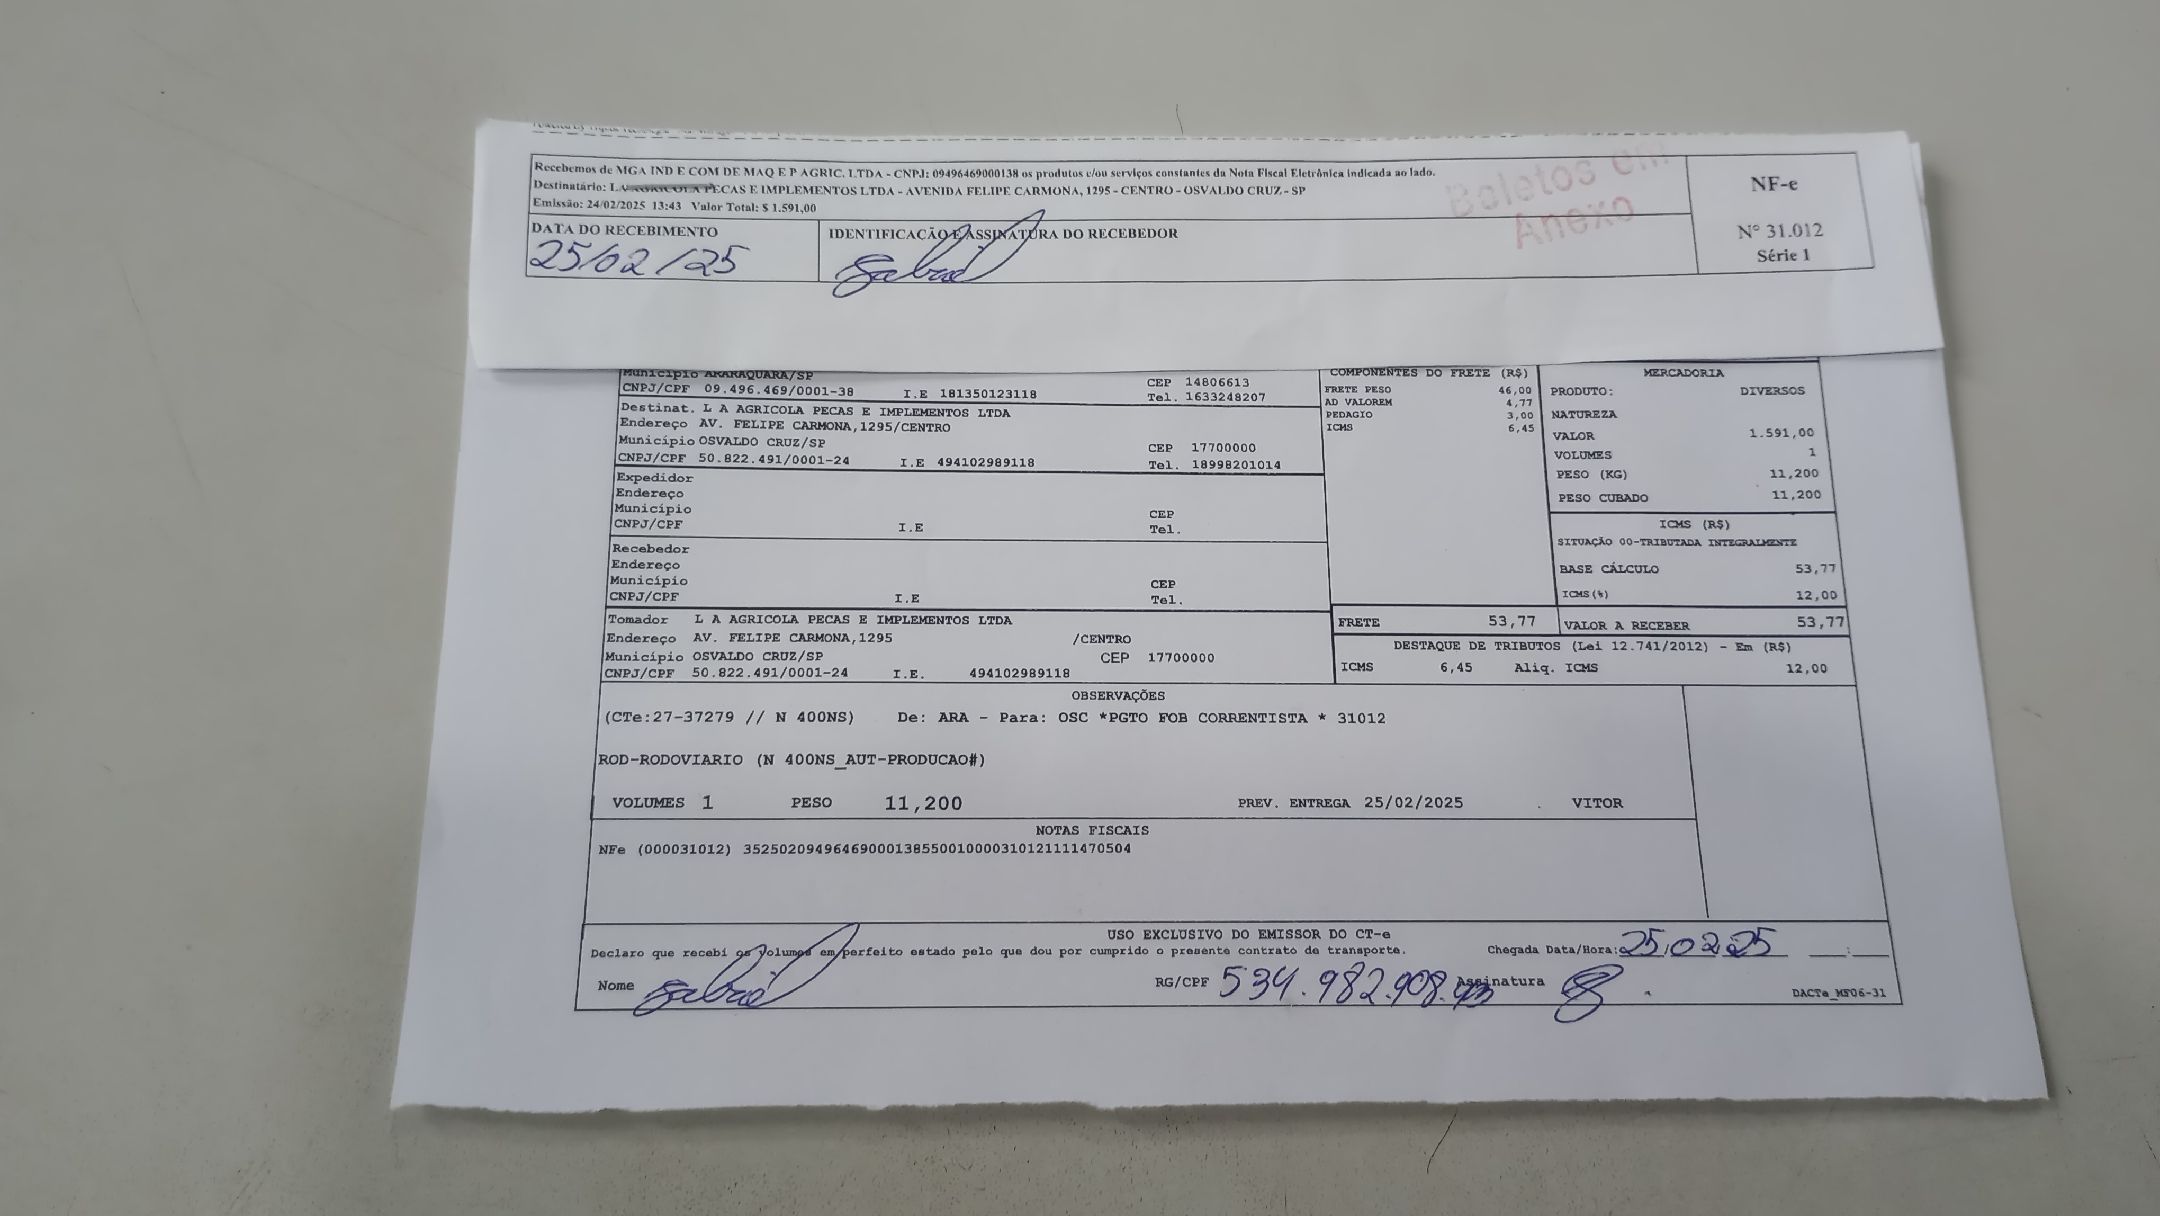 Recebemos de MGA IND E COM DE MAQ E P AGRIC. LTDA - CNPJ: 09496469000138 os produtos e/ou serviços constantes da Nota Fiscal Eletrônica indicada ao lado.
Destinatário: LA AGRICOLA PECAS E IMPLEMENTOS LTDA - AVENIDA FELIPE CARMONA, 1295 - CENTRO - OSVALDO CRUZ - SP
Emissão: 24/02/2025 13:43 Valor Total: $ 1.591,00
Boletos em
Anexo
NF-e
Nº 31.012
Série 1
DATA DO RECEBIMENTO
25/02/25
IDENTIFICAÇÃO E ASSINATURA DO RECEBEDOR
Gabriel
Município ARARAQUARA/SP CEP 14806613
CNPJ/CPF 09.496.469/0001-38 I.E 181350123118 Tel. 1633248207
Destinat. L A AGRICOLA PECAS E IMPLEMENTOS LTDA
Endereço AV. FELIPE CARMONA,1295/CENTRO
Município OSVALDO CRUZ/SP CEP 17700000
CNPJ/CPF 50.822.491/0001-24 I.E 494102989118 Tel. 18998201014
Expedidor
Endereço
Município CEP
CNPJ/CPF I.E Tel.
Recebedor
Endereço
Município CEP
CNPJ/CPF I.E Tel.
Tomador L A AGRICOLA PECAS E IMPLEMENTOS LTDA
Endereço AV. FELIPE CARMONA,1295 /CENTRO
Município OSVALDO CRUZ/SP CEP 17700000
CNPJ/CPF 50.822.491/0001-24 I.E. 494102989118
COMPONENTES DO FRETE (R$)
FRETE PESO 46,00
AD VALOREM 4,77
PEDAGIO 3,00
ICMS 6,45
MERCADORIA
PRODUTO: DIVERSOS
NATUREZA
VALOR 1.591,00
VOLUMES 1
PESO (KG) 11,200
PESO CUBADO 11,200
ICMS (R$)
SITUAÇÃO 00-TRIBUTADA INTEGRALMENTE
BASE CÁLCULO 53,77
ICMS(%) 12,00
FRETE 53,77 VALOR A RECEBER 53,77
DESTAQUE DE TRIBUTOS (Lei 12.741/2012) - Em (R$)
ICMS 6,45 Aliq. ICMS 12,00
OBSERVAÇÕES
(CTe:27-37279 // N 400NS) De: ARA - Para: OSC *PGTO FOB CORRENTISTA * 31012
ROD-RODOVIARIO (N 400NS_AUT-PRODUCAO#)
VOLUMES 1 PESO 11,200 PREV. ENTREGA 25/02/2025 . VITOR
NOTAS FISCAIS
NFe (000031012) 35250209496469000138550010000310121111470504
USO EXCLUSIVO DO EMISSOR DO CT-e
Declaro que recebi os volumes em perfeito estado pelo que dou por cumprido o presente contrato de transporte. Chegada Data/Hora: 25/02/25 :
Nome Gabriel RG/CPF 534.982.908. Assinatura
DACTe_MF06-31